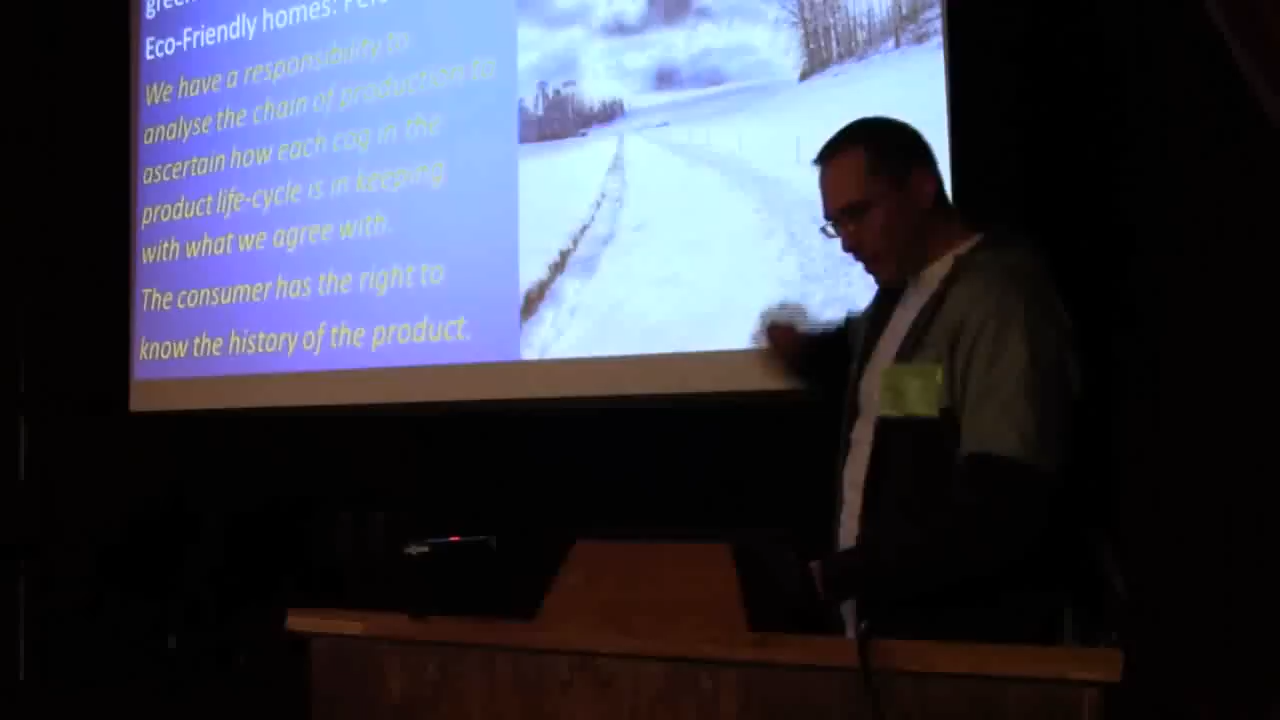 Eco-Friendly homes:
We have a responsibility to
analyse the chain of production to
ascertain how each cog in the
product life-cycle is in keeping
with what we agree with.
The consumer has the right to
know the history of the product.